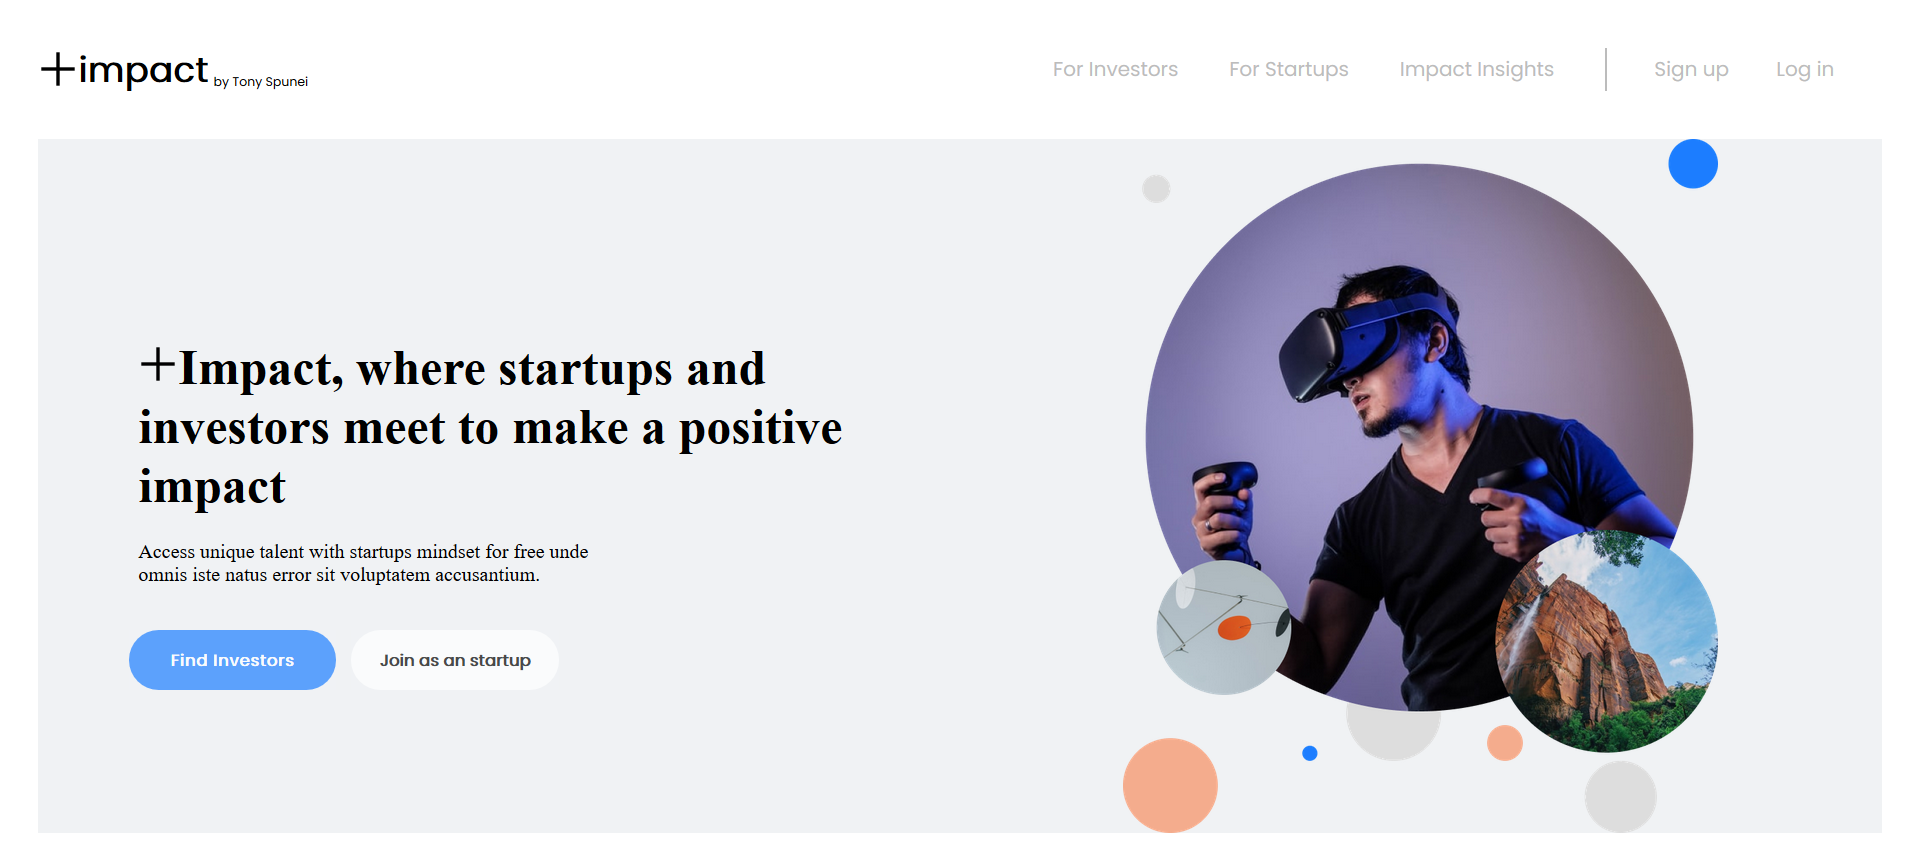 +impact by Tony Spunei
For Investors For Startups Impact Insights Sign up Log in
+Impact, where startups and
investors meet to make a positive
impact
Access unique talent with startups mindset for free unde
omnis iste natus error sit voluptatem accusantium.
Find Investors Join as an startup